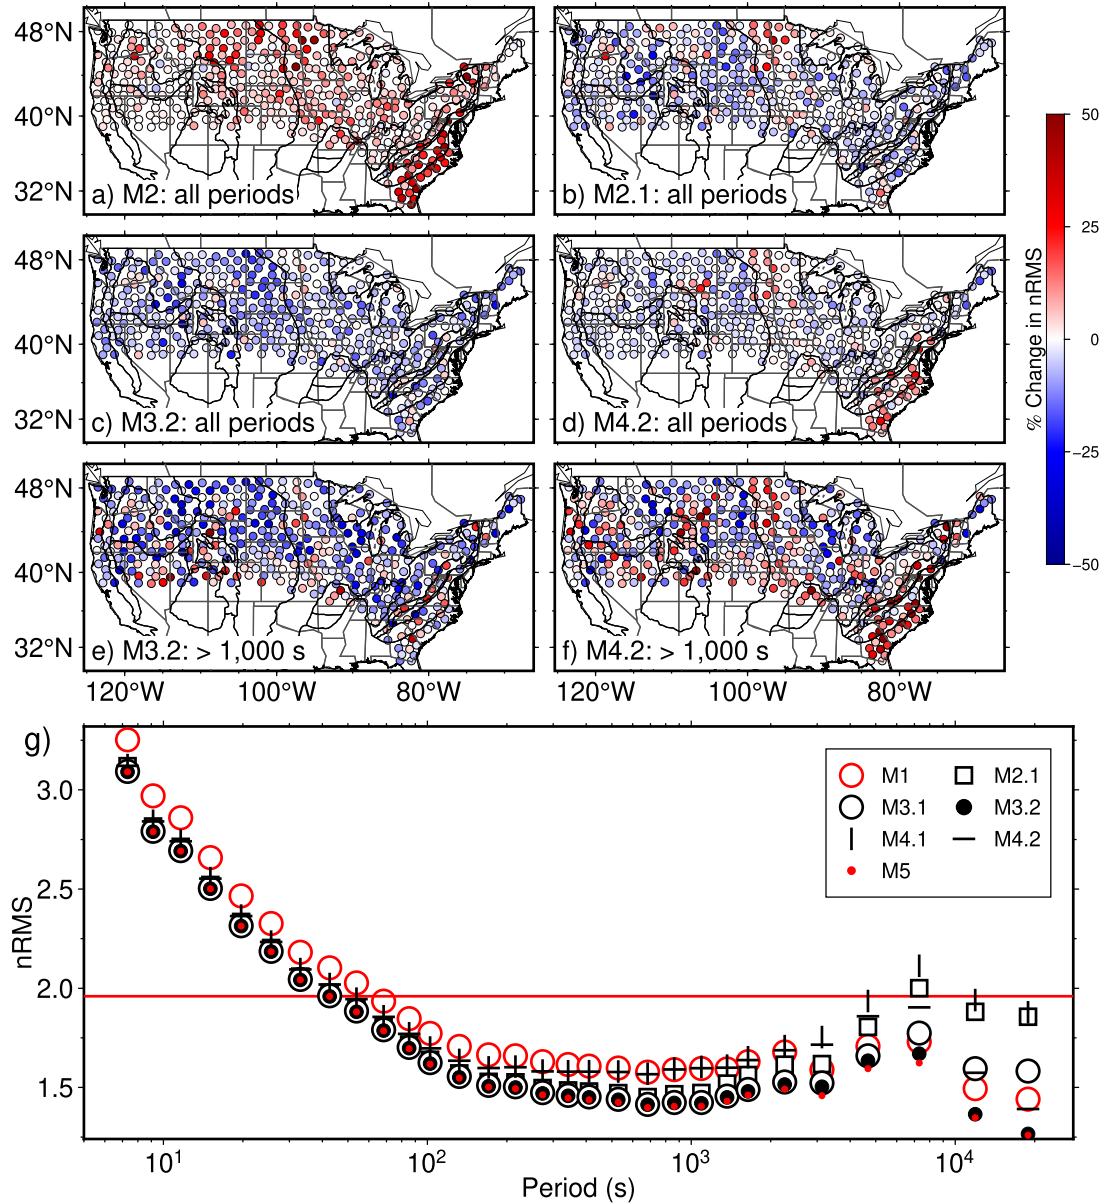 48°N
40°N
32°N
a) M2: all periods
b) M2.1: all periods
48°N
40°N
32°N
c) M3.2: all periods
d) M4.2: all periods
48°N
40°N
32°N
e) M3.2: > 1,000 s
f) M4.2: > 1,000 s
120°W 100°W 80°W
120°W 100°W 80°W
50
25
0
−25
−50
% Change in nRMS
g)
3.0
2.5
2.0
1.5
nRMS
M1 M2.1
M3.1 M3.2
M4.1 M4.2
M5
10¹ 10² 10³ 10⁴
Period (s)